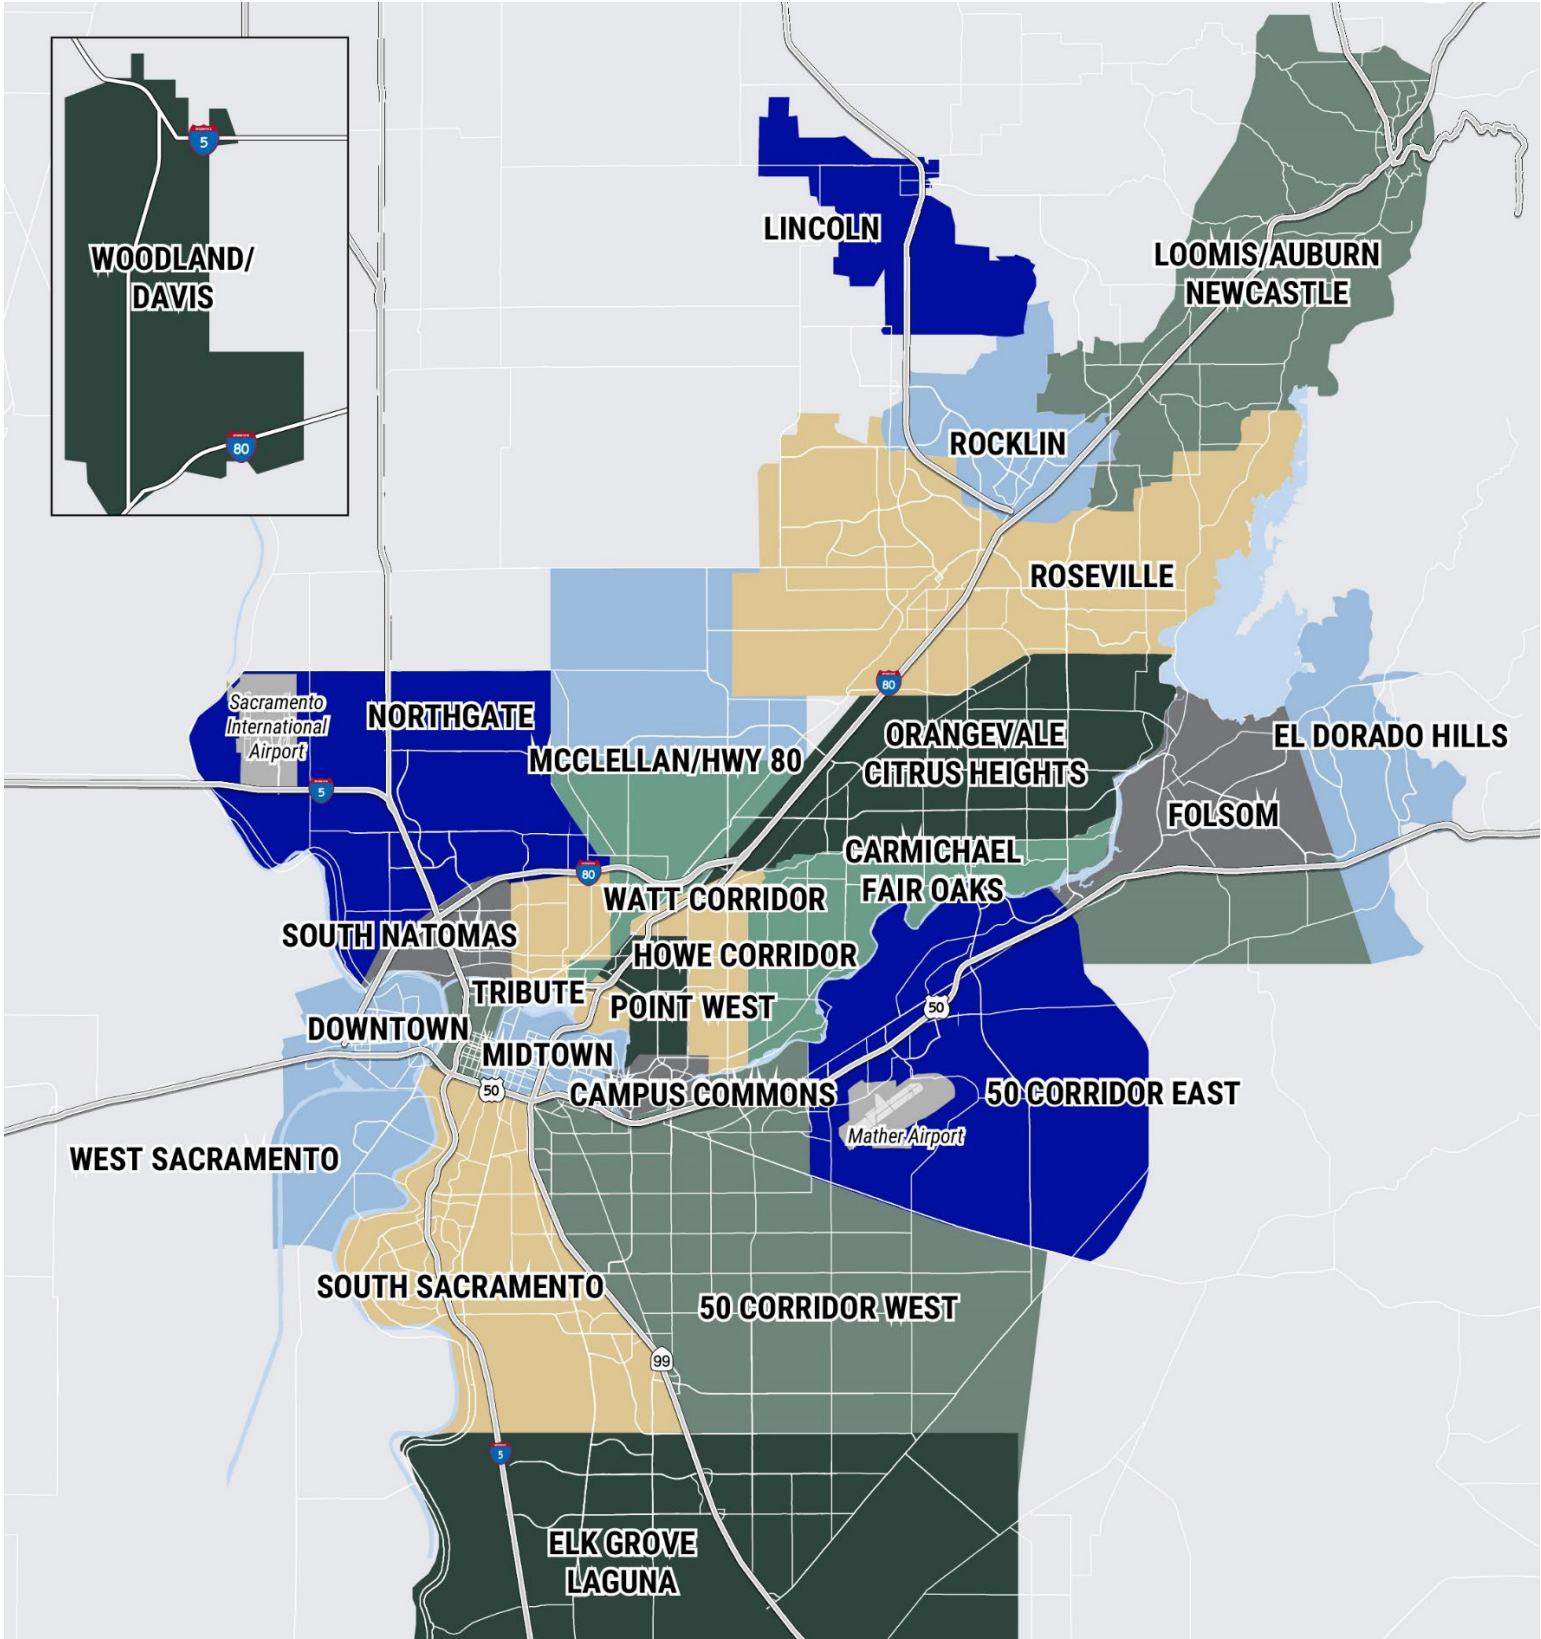 5
WOODLAND/
DAVIS
80
LINCOLN
LOOMIS/AUBURN
NEWCASTLE
ROCKLIN
ROSEVILLE
80
Sacramento
International
Airport
NORTHGATE
5
MCCLELLAN/HWY 80
ORANGEVALE
CITRUS HEIGHTS
EL DORADO HILLS
FOLSOM
CARMICHAEL
FAIR OAKS
80
WATT CORRIDOR
SOUTH NATOMAS
HOWE CORRIDOR
TRIBUTE
POINT WEST
50
DOWNTOWN
MIDTOWN
50
CAMPUS COMMONS
50 CORRIDOR EAST
Mather Airport
WEST SACRAMENTO
SOUTH SACRAMENTO
50 CORRIDOR WEST
99
5
ELK GROVE
LAGUNA